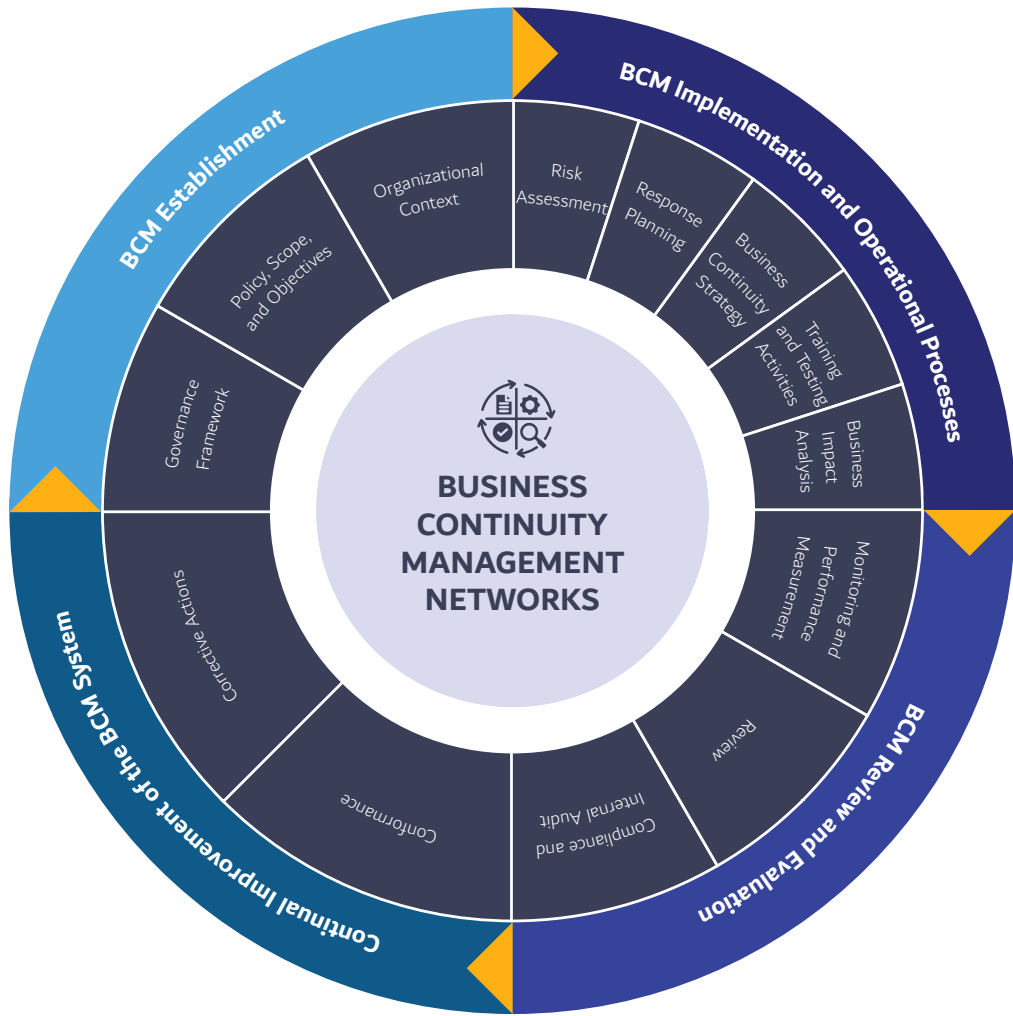 BUSINESS
CONTINUITY
MANAGEMENT
NETWORKS
BCM Establishment
Governance
Framework
Policy, Scope,
and Objectives
Organizational
Context
BCM Implementation and Operational Processes
Risk
Assessment
Response
Planning
Business
Continuity
Strategy
Training
and Testing
Activities
Business
Impact
Analysis
BCM Review and Evaluation
Monitoring and
Performance
Measurement
Review
Compliance and
Internal Audit
Continual Improvement of the BCM System
Conformance
Corrective Actions